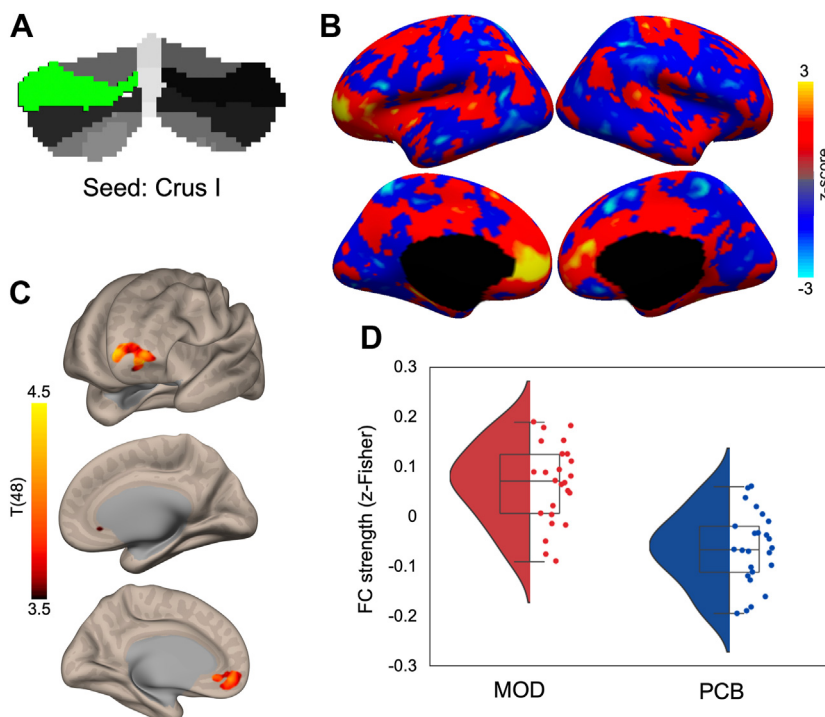 A
Seed: Crus I
B
3
z-score
-3
C
4.5
T(48)
3.5
D
0.3
0.2
0.1
0
-0.1
-0.2
-0.3
FC strength (z-Fisher)
MOD
PCB